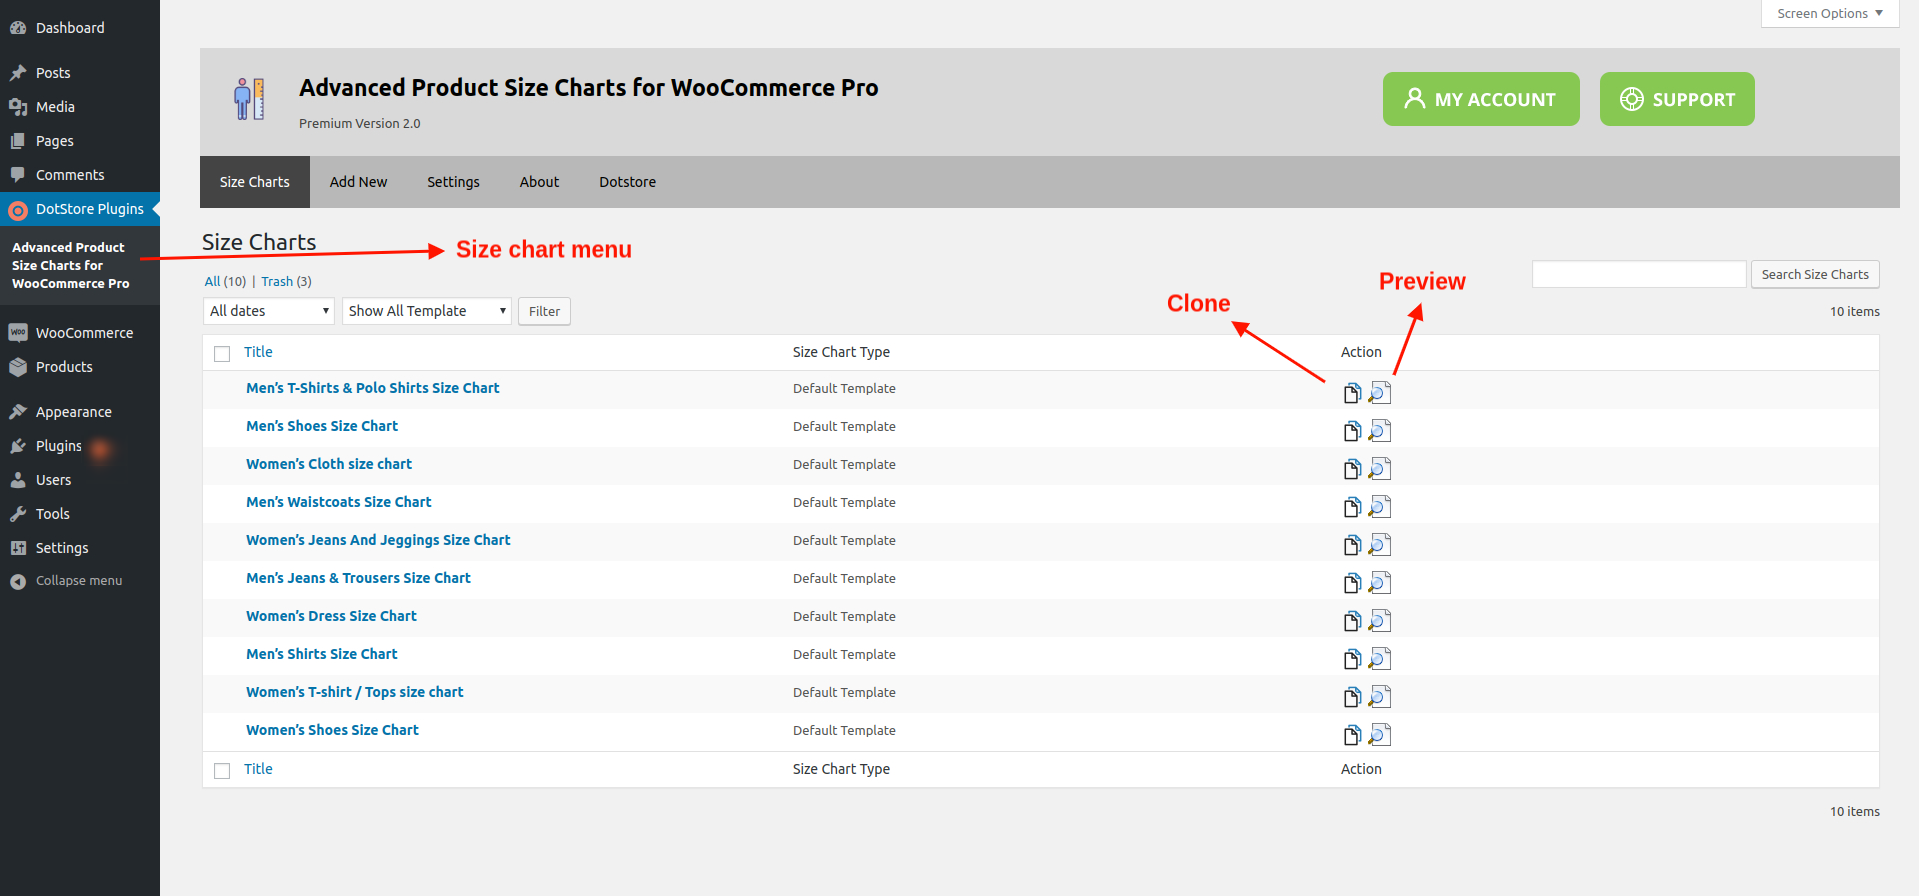 Dashboard
Posts
Media
Pages
Comments
DotStore Plugins
Advanced Product
Size Charts for
WooCommerce Pro
WOO
WooCommerce
Products
Appearance
Plugins
Users
Tools
Settings
Collapse menu
Screen Options
Advanced Product Size Charts for WooCommerce Pro
Premium Version 2.0
MY ACCOUNT
SUPPORT
Size Charts
Add New
Settings
About
Dotstore
Size Charts
Size chart menu
All (10) | Trash (3)
Search Size Charts
All dates
Show All Template
Filter
Clone
Preview
10 items
Title
Size Chart Type
Action
Men’s T-Shirts & Polo Shirts Size Chart
Default Template
Men’s Shoes Size Chart
Default Template
Women’s Cloth size chart
Default Template
Men’s Waistcoats Size Chart
Default Template
Women’s Jeans And Jeggings Size Chart
Default Template
Men’s Jeans & Trousers Size Chart
Default Template
Women’s Dress Size Chart
Default Template
Men’s Shirts Size Chart
Default Template
Women’s T-shirt / Tops size chart
Default Template
Women’s Shoes Size Chart
Default Template
Title
Size Chart Type
Action
10 items